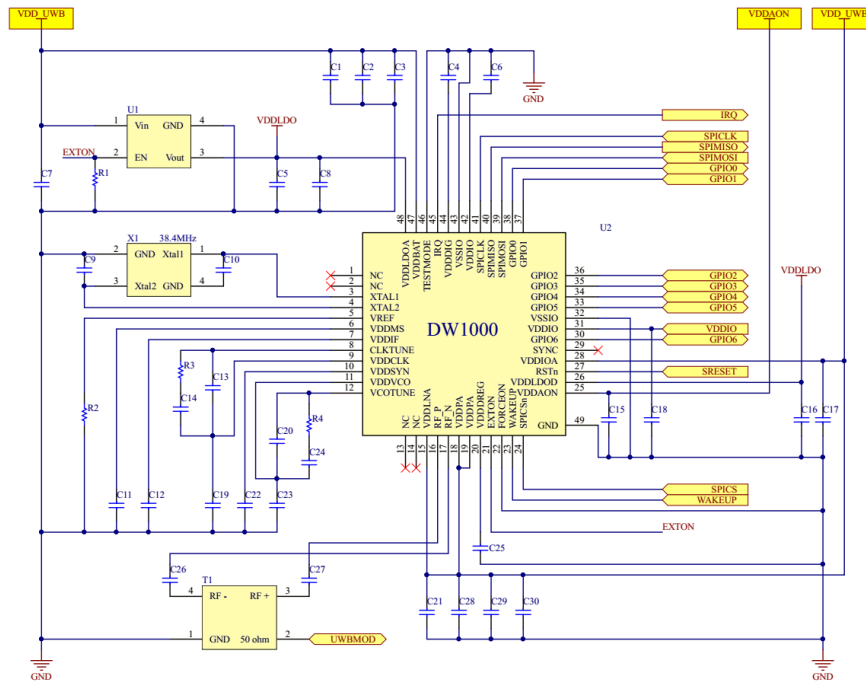 VDD_UWB
VDDAON
VDD_UWB
C1
C2
C3
C4
C6
GND
U1
1 Vin GND 4
2 EN Vout 3
EXTON
VDDLDO
R1
C7
C5
C8
IRQ
SPICLK
SPIMISO
SPIMOSI
GPIO0
GPIO1
X1 38.4MHz
2 GND Xtal1 1
3 Xtal2 GND 4
C9
C10
U2
48 47 46 45 44 43 42 41 40 39 38 37
VDDLDOA
VDDBAT
TESTMODE
IRQ
VDDDIG
VSSIO
VDDIO
SPICLK
SPIMISO
SPIMOSI
GPIO0
GPIO1
DW1000
1 NC
2 NC
3 XTAL1
4 XTAL2
5 VREF
6 VDDMS
7 VDDIF
8 CLKTUNE
9 VDDCLK
10 VDDSYN
11 VDDVCO
12 VCOTUNE
GPIO2 36
GPIO3 35
GPIO4 34
GPIO5 33
VSSIO 32
VDDIO 31
GPIO6 30
SYNC 29
VDDIOA 28
RSTn 27
VDDLDOD 26
VDDAON 25
GND 49
NC
NC
VDDLNA
RF_P
RF_N
VDDPA
VDDPA
VDDDREG
EXTON
FORCEON
WAKEUP
SPICSn
13 14 15 16 17 18 19 20 21 22 23 24
GPIO2
GPIO3
GPIO4
GPIO5
VDDIO
GPIO6
SRESET
VDDLDO
R3
C13
C14
R2
R4
C20
C24
C15
C18
C16
C17
C11
C12
C19
C22
C23
SPICS
WAKEUP
EXTON
C25
C26
C27
T1
4 RF - RF + 3
1 GND 50 ohm 2
UWBMOD
C21
C28
C29
C30
GND
GND